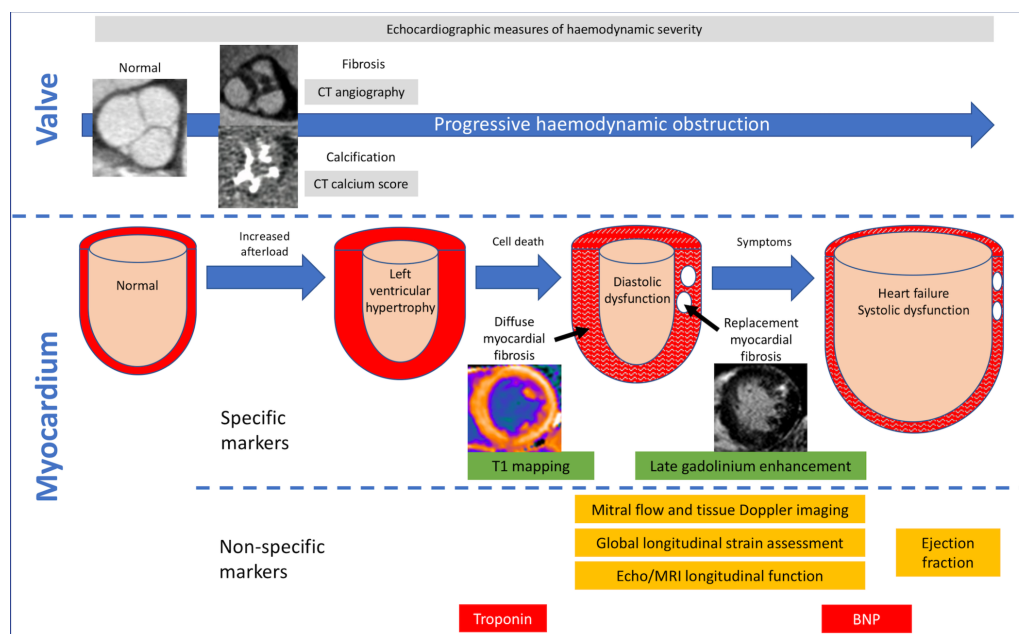 Echocardiographic measures of haemodynamic severity
Valve
Normal
Fibrosis
CT angiography
Progressive haemodynamic obstruction
Calcification
CT calcium score
Myocardium
Normal
Increased
afterload
Left
ventricular
hypertrophy
Cell death
Diastolic
dysfunction
Symptoms
Heart failure
Systolic dysfunction
Diffuse
myocardial
fibrosis
Replacement
myocardial
fibrosis
Specific
markers
T1 mapping
Late gadolinium enhancement
Non-specific
markers
Mitral flow and tissue Doppler imaging
Global longitudinal strain assessment
Echo/MRI longitudinal function
Ejection
fraction
Troponin
BNP